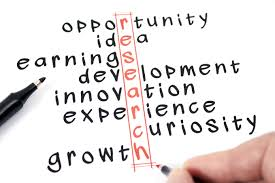 opportunity
idea
earning
development
innovation
experience
curiosity
growth